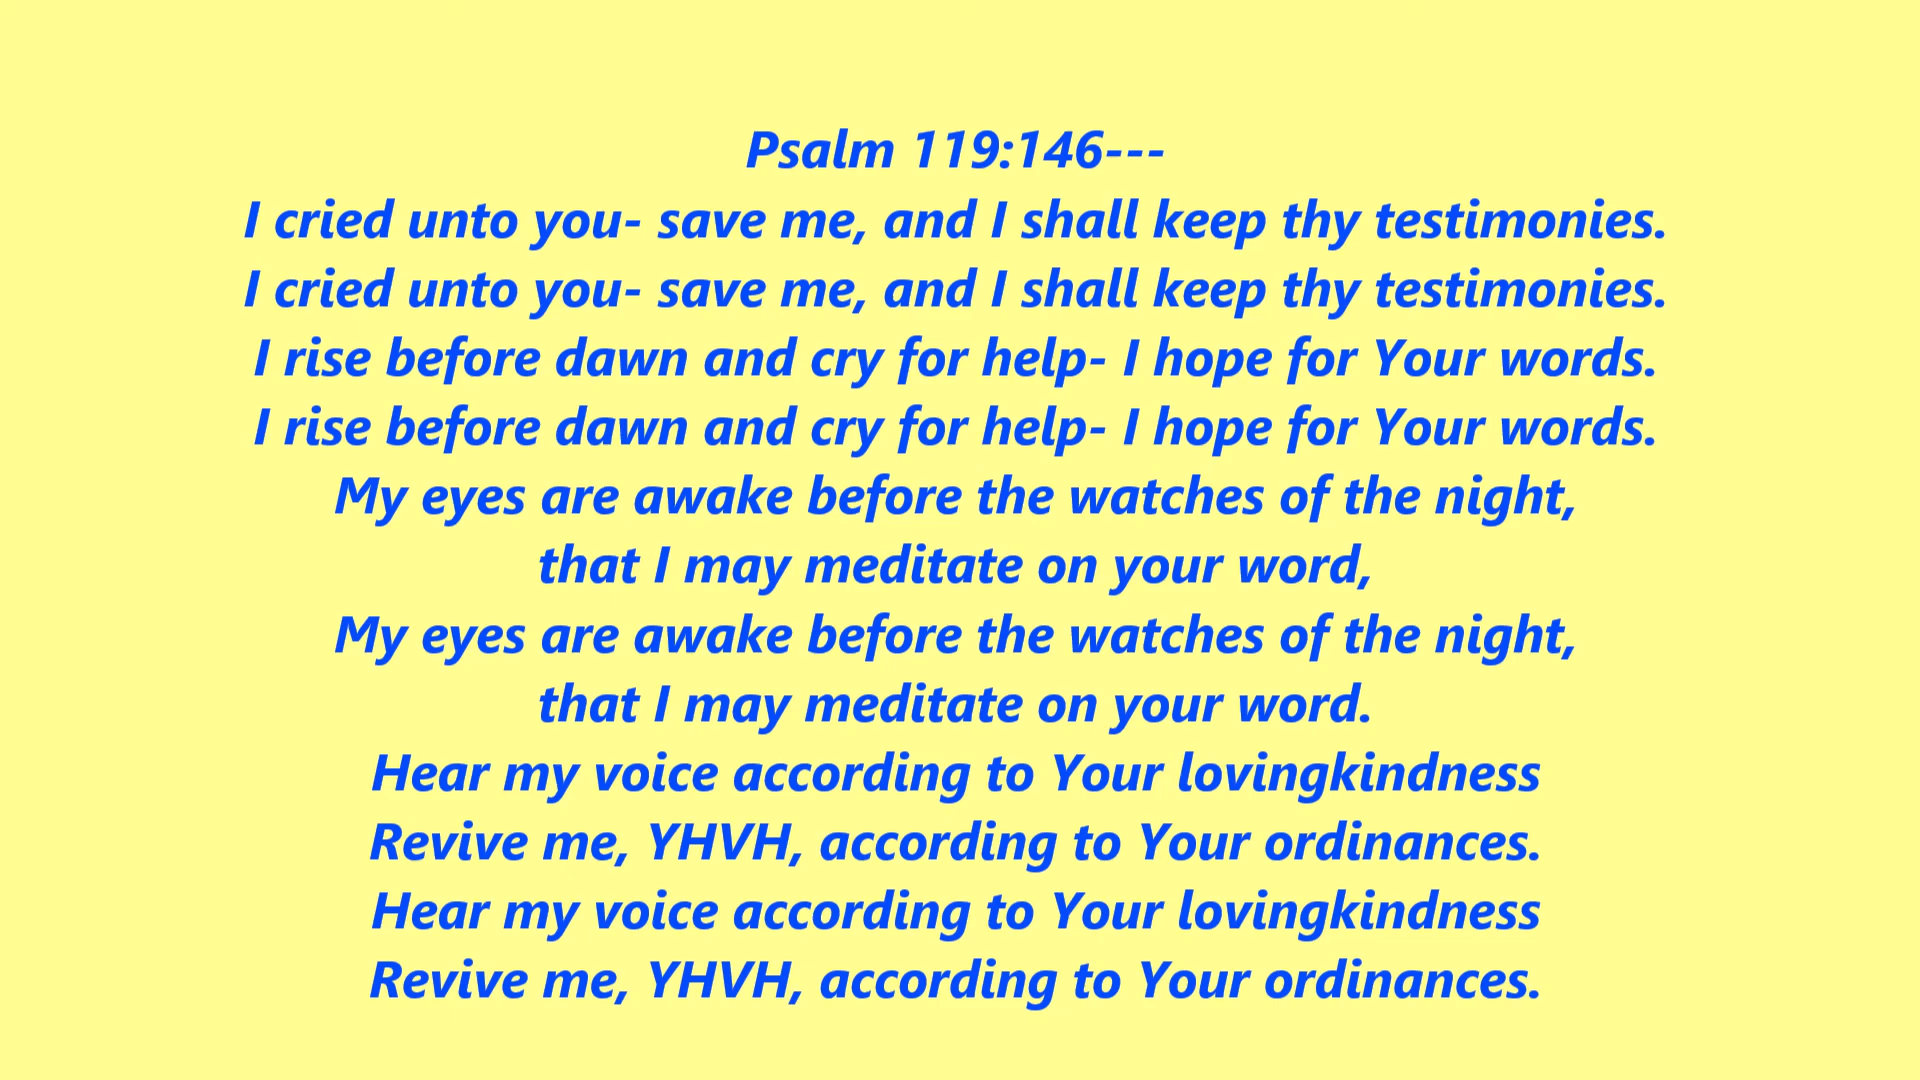 Psalm 119:146---
I cried unto you- save me, and I shall keep thy testimonies.
I cried unto you- save me, and I shall keep thy testimonies.
I rise before dawn and cry for help- I hope for Your words.
I rise before dawn and cry for help- I hope for Your words.
My eyes are awake before the watches of the night,
that I may meditate on your word,
My eyes are awake before the watches of the night,
that I may meditate on your word.
Hear my voice according to Your lovingkindness
Revive me, YHVH, according to Your ordinances.
Hear my voice according to Your lovingkindness
Revive me, YHVH, according to Your ordinances.